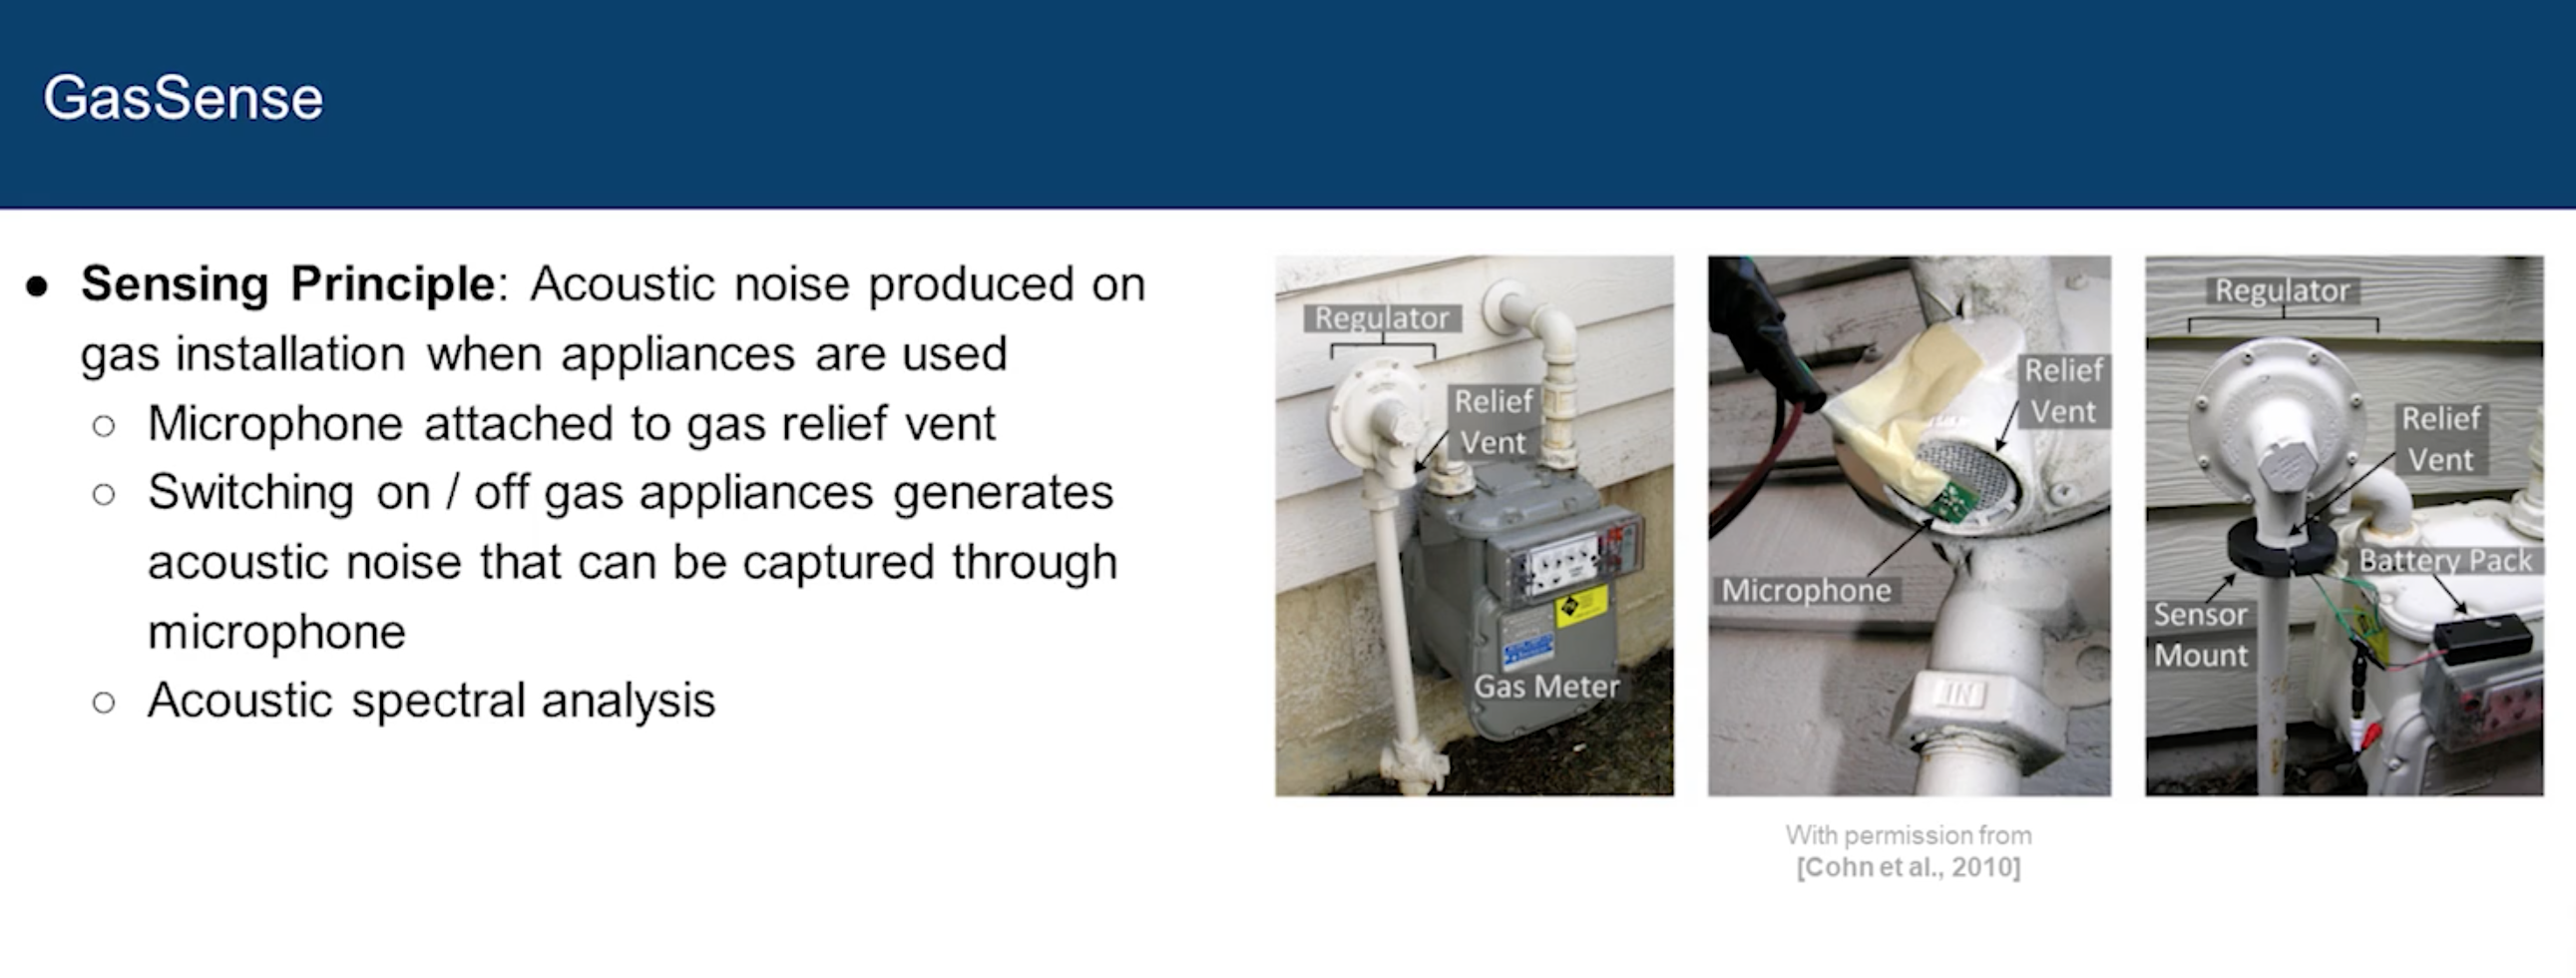 GasSense
● Sensing Principle: Acoustic noise produced on
gas installation when appliances are used
○ Microphone attached to gas relief vent
○ Switching on / off gas appliances generates
acoustic noise that can be captured through
microphone
○ Acoustic spectral analysis
Regulator
Relief
Vent
Gas Meter
Relief
Vent
Microphone
IN
Regulator
Relief
Vent
Battery Pack
Sensor
Mount
With permission from
[Cohn et al., 2010]